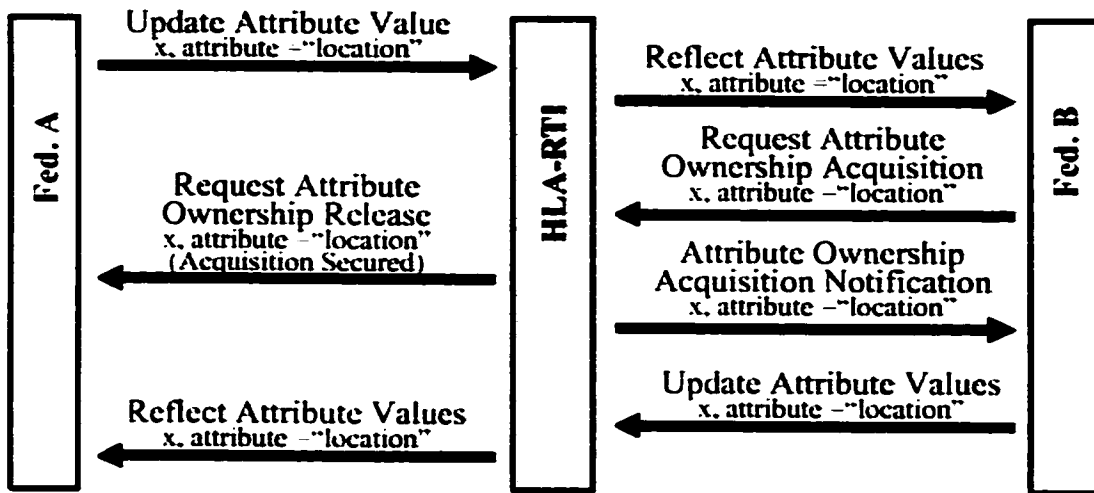 Update Attribute Value
x, attribute ="location"
Reflect Attribute Values
x, attribute ="location"
Request Attribute
Ownership Acquisition
x, attribute ="location"
Request Attribute
Ownership Release
x, attribute ="location"
(Acquisition Secured)
Attribute Ownership
Acquisition Notification
x, attribute ="location"
Update Attribute Values
x, attribute ="location"
Reflect Attribute Values
x, attribute ="location"
Fed. A
HLA-RTI
Fed. B